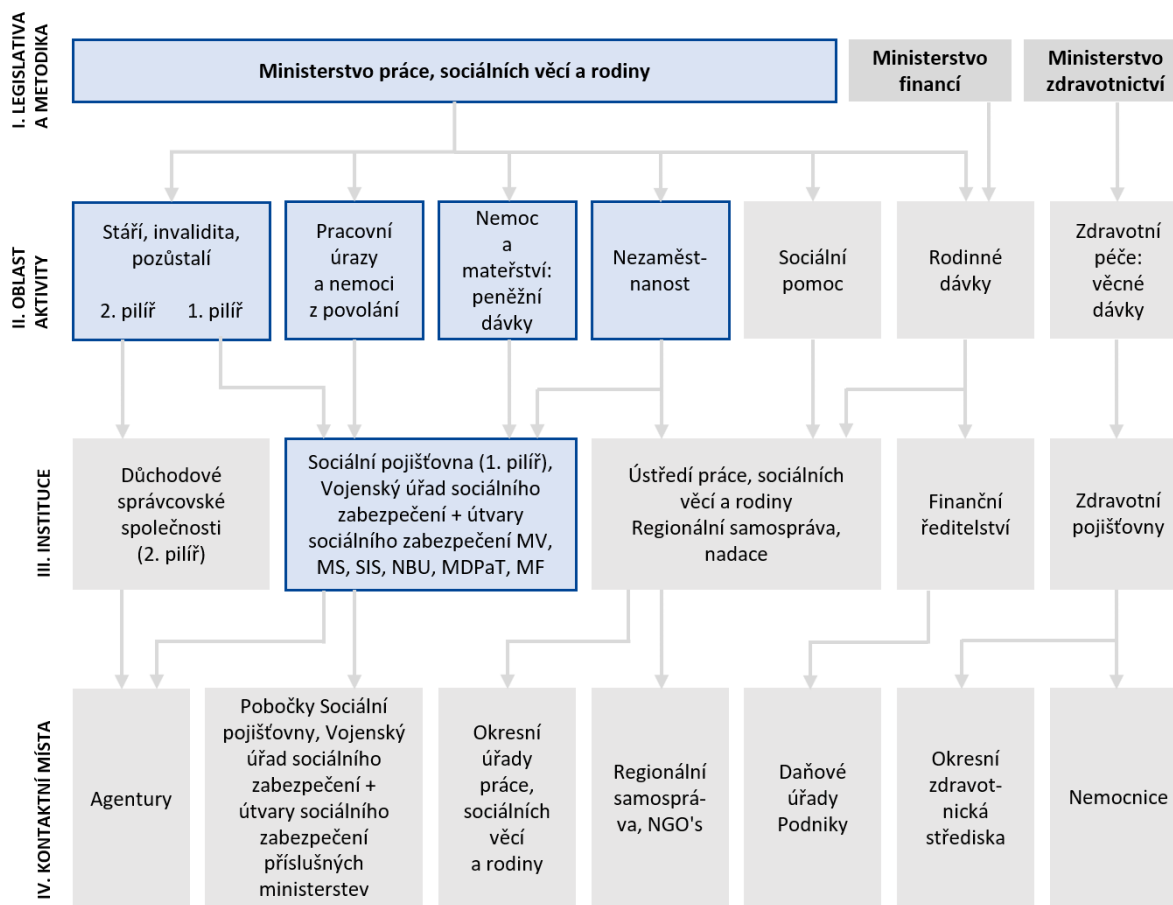 I. LEGISLATIVA
A METODIKA
Ministerstvo práce, sociálních věcí a rodiny
Ministerstvo
financí
Ministerstvo
zdravotnictví
II. OBLAST
AKTIVITY
Stáří, invalidita,
pozůstalí
2. pilíř 1. pilíř
Pracovní
úrazy
a nemoci
z povolání
Nemoc
a
mateřství:
peněžní
dávky
Nezaměst-
nanost
Sociální
pomoc
Rodinné
dávky
Zdravotní
péče:
věcné
dávky
III. INSTITUCE
Důchodové
správcovské
společnosti
(2. pilíř)
Sociální pojišťovna (1. pilíř),
Vojenský úřad sociálního
zabezpečení + útvary
sociálního zabezpečení MV,
MS, SIS, NBU, MDPaT, MF
Ústředí práce, sociálních
věcí a rodiny
Regionální samospráva,
nadace
Finanční
ředitelství
Zdravotní
pojišťovny
IV. KONTAKTNÍ MÍSTA
Agentury
Pobočky Sociální
pojišťovny, Vojenský
úřad sociálního
zabezpečení +
útvary sociálního
zabezpečení
příslušných
ministerstev
Okresní
úřady
práce,
sociálních
věcí
a rodiny
Regionální
samosprá-
va, NGO's
Daňové
úřady
Podniky
Okresní
zdravot-
nická
střediska
Nemocnice